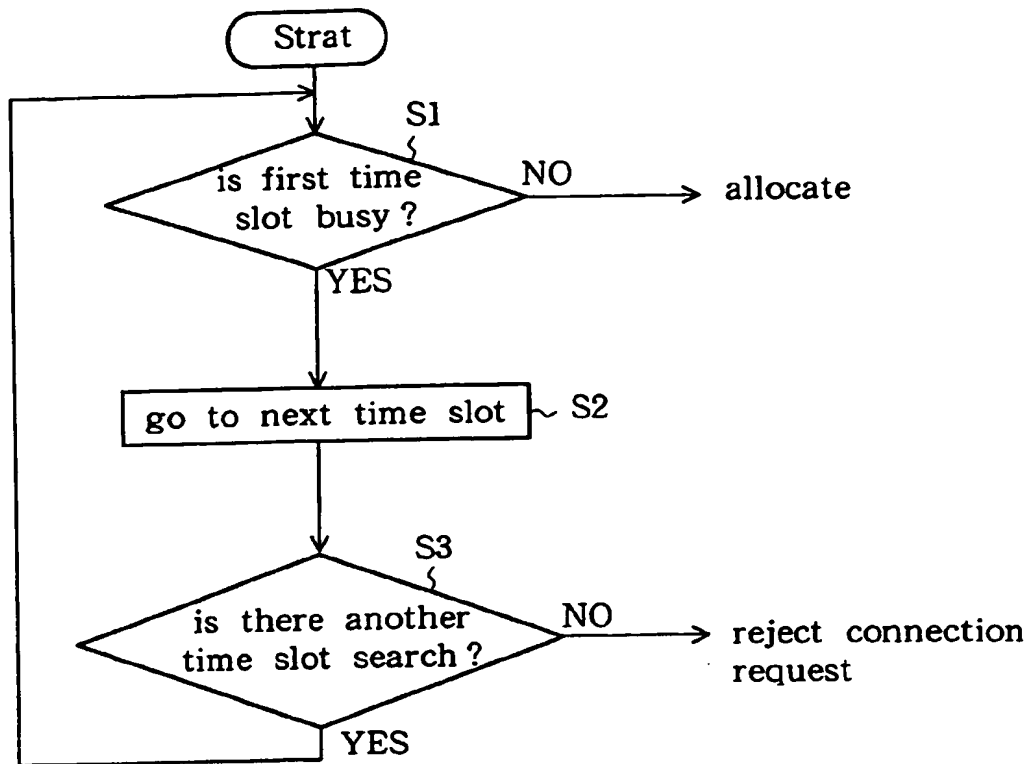 Strat
S1
is first time
slot busy?
NO
allocate
YES
go to next time slot
S2
S3
is there another
time slot search?
NO
reject connection
request
YES